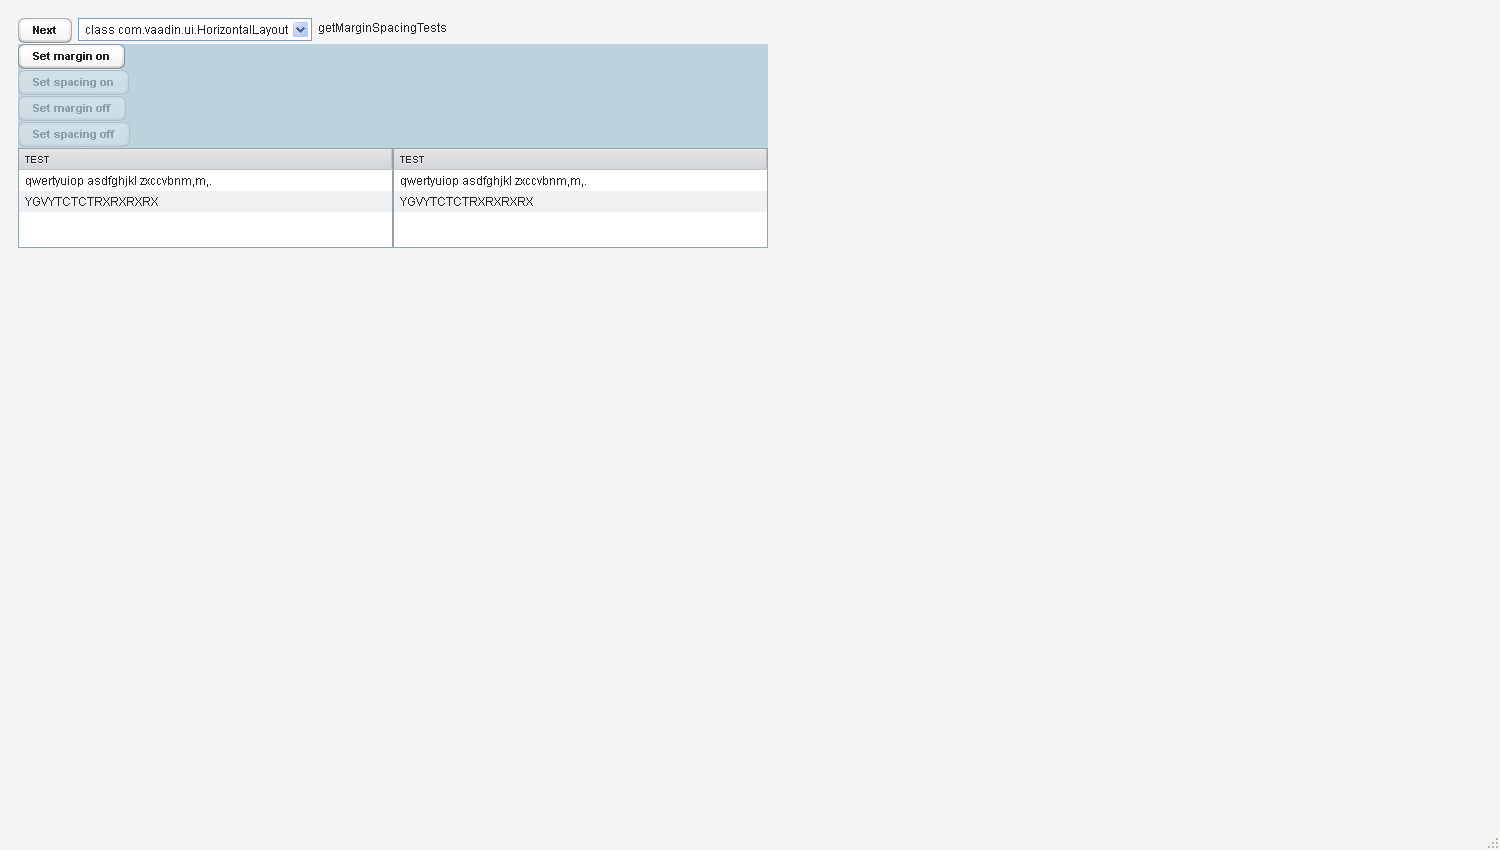 Next class com.vaadin.ui.HorizontalLayout getMarginSpacingTests
Set margin on
Set spacing on
Set margin off
Set spacing off
TEST TEST
qwertyuiop asdfghjkl zxccvbnm,m,. qwertyuiop asdfghjkl zxccvbnm,m,.
YGVYTCTCTRXRXRXRX YGVYTCTCTRXRXRXRX